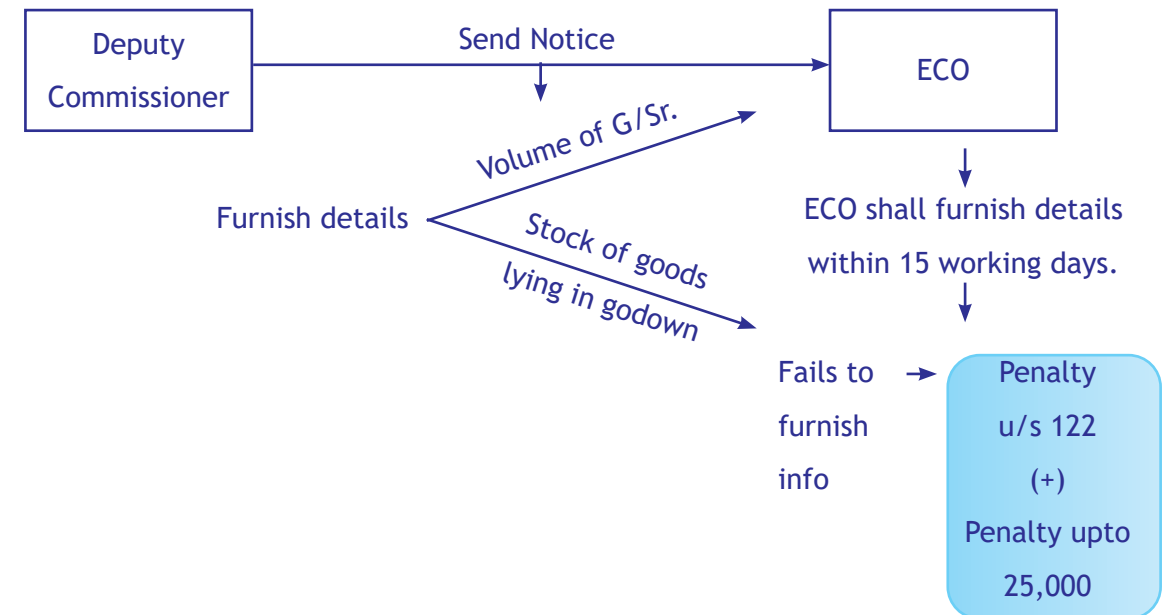 Deputy
Commissioner
Send Notice
ECO
Volume of G/Sr.
Furnish details
Stock of goods
lying in godown
ECO shall furnish details
within 15 working days.
Fails to
furnish
info
Penalty
u/s 122
(+)
Penalty upto
25,000